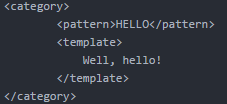 <category>
        <pattern>HELLO</pattern>
        <template>
            Well, hello!
        </template>
</category>